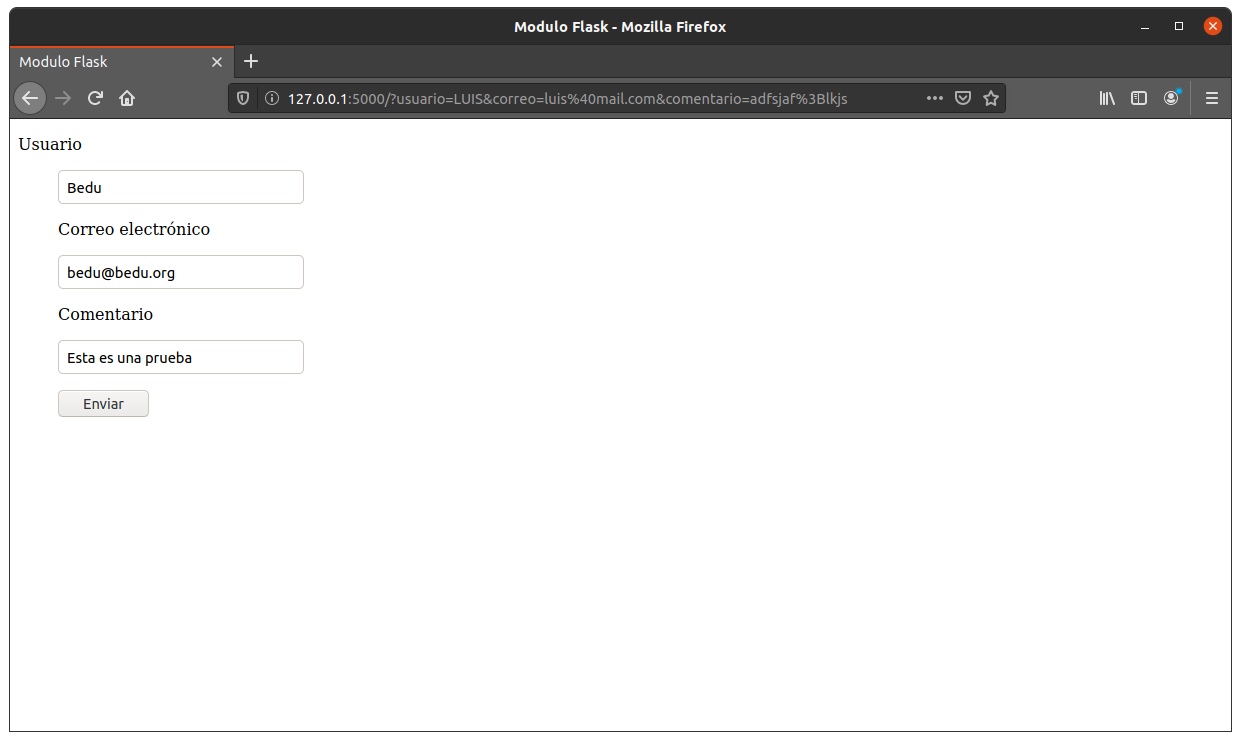 Modulo Flask - Mozilla Firefox
Modulo Flask
127.0.0.1:5000/?usuario=LUIS&correo=luis%40mail.com&comentario=adfsjaf%3Blkjs
Usuario
Bedu
Correo electrónico
bedu@bedu.org
Comentario
Esta es una prueba
Enviar